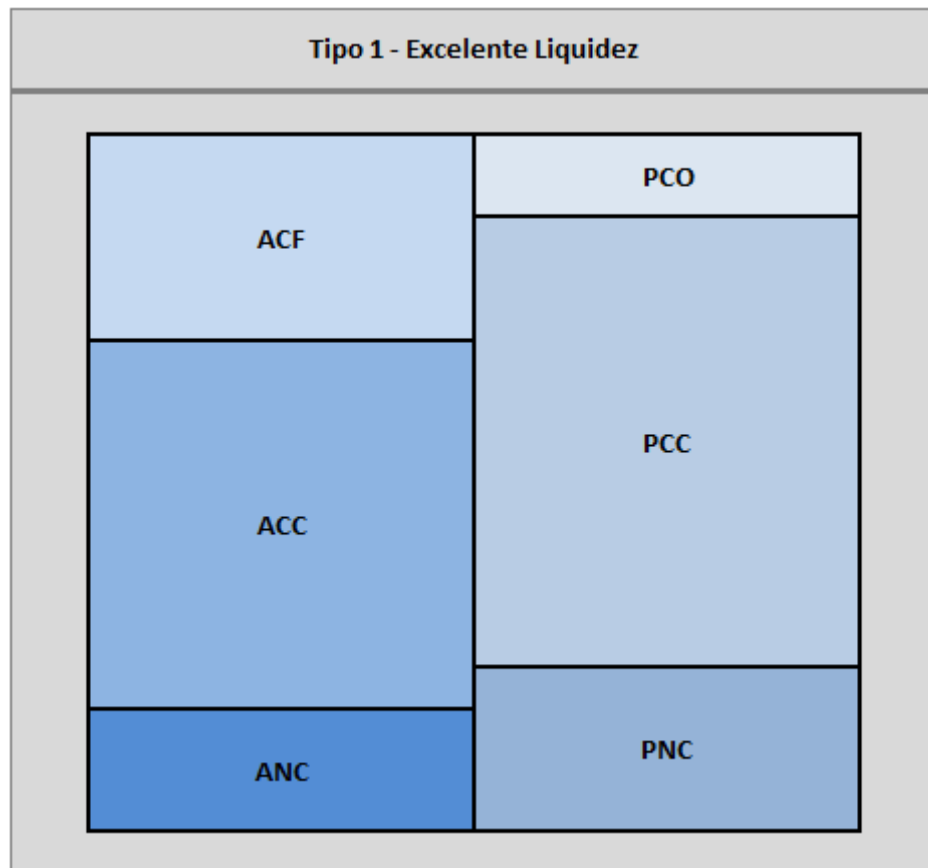 Tipo 1 - Excelente Liquidez
PCO
ACF
PCC
ACC
PNC
ANC